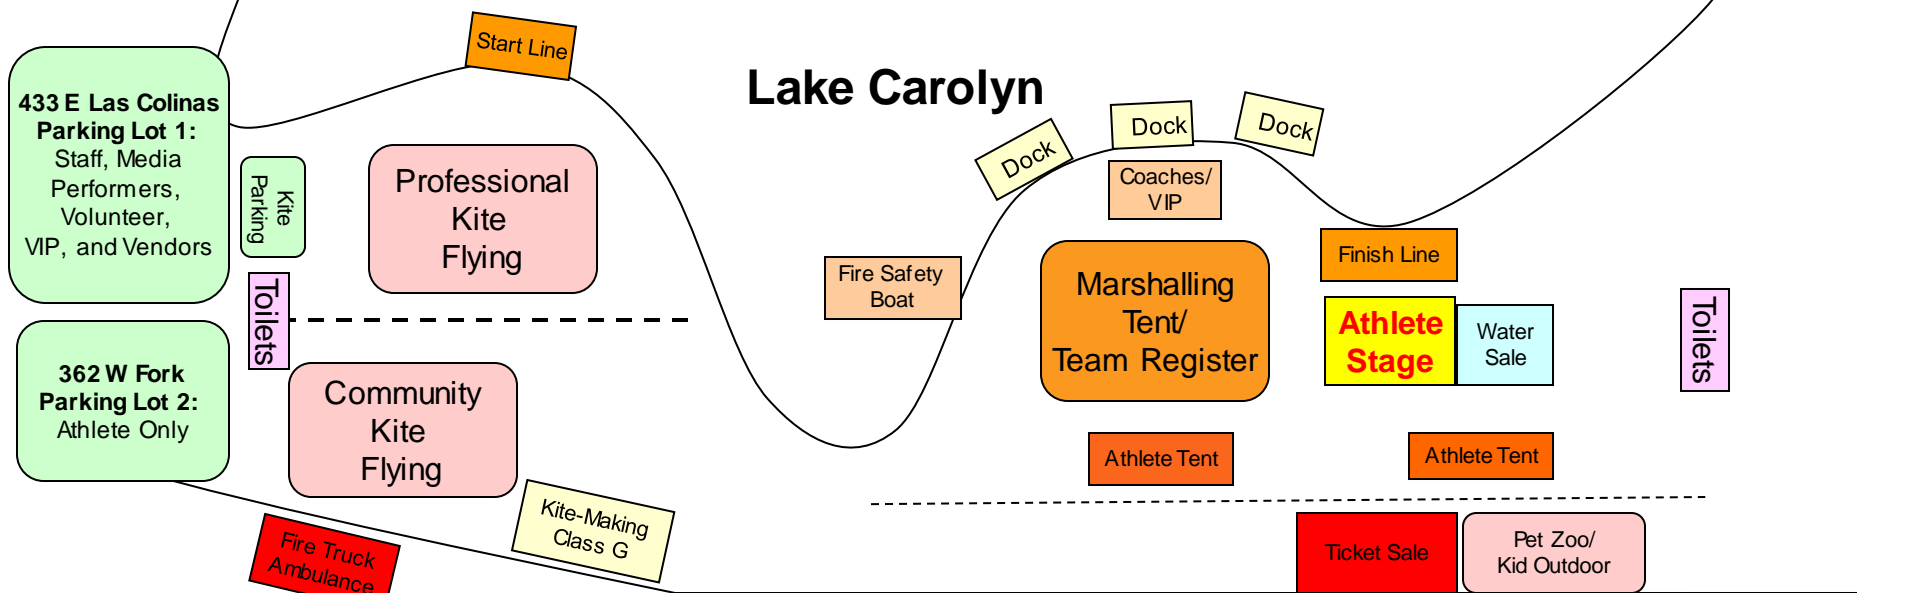 Start Line
Lake Carolyn
433 E Las Colinas
Parking Lot 1:
Staff, Media
Performers,
Volunteer,
VIP, and Vendors
Kite
Parking
Professional
Kite
Flying
Dock
Dock
Dock
Coaches/
VIP
Finish Line
Fire Safety
Boat
Marshalling
Tent/
Team Register
Athlete
Stage
Water
Sale
Toilets
Toilets
362 W Fork
Parking Lot 2:
Athlete Only
Community
Kite
Flying
Athlete Tent
Athlete Tent
Kite-Making
Class G
Fire Truck
Ambulance
Ticket Sale
Pet Zoo/
Kid Outdoor